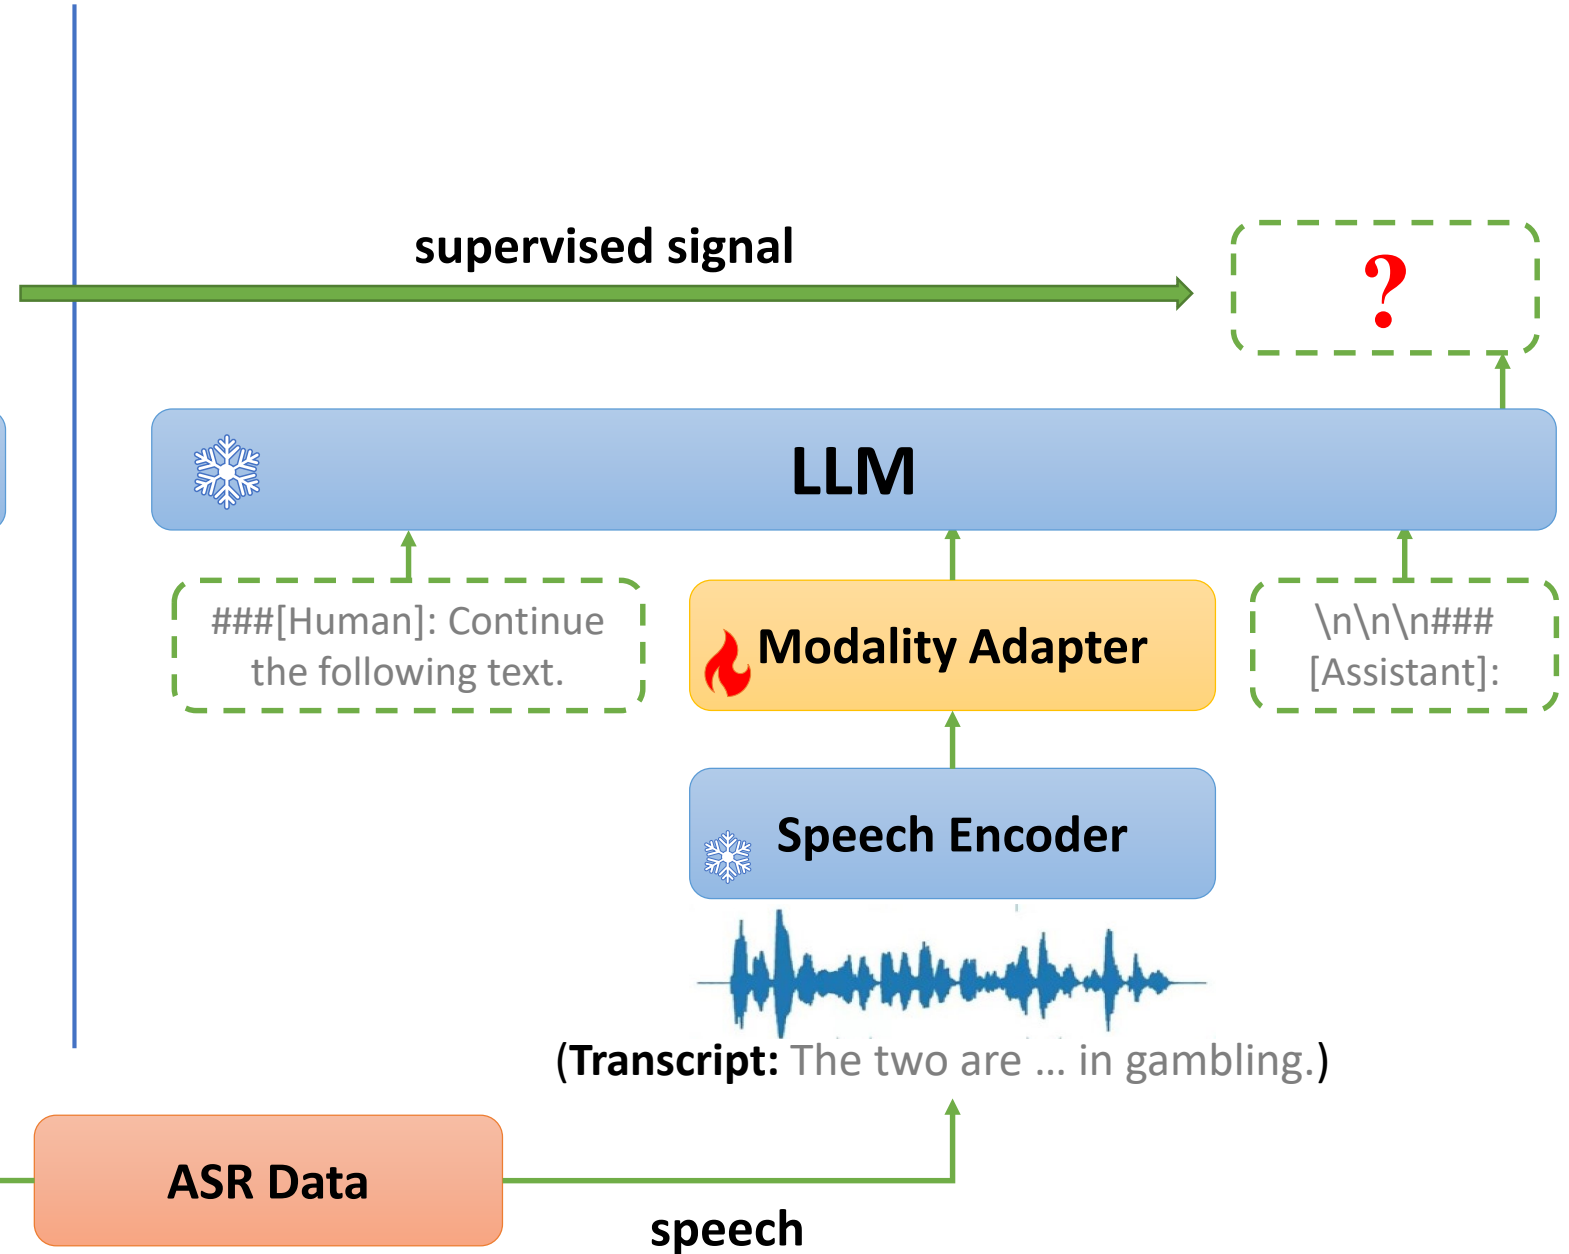 supervised signal
?
LLM
###[Human]: Continue
the following text.
Modality Adapter
\n\n\n###
[Assistant]:
Speech Encoder
(Transcript: The two are ... in gambling.)
ASR Data
speech